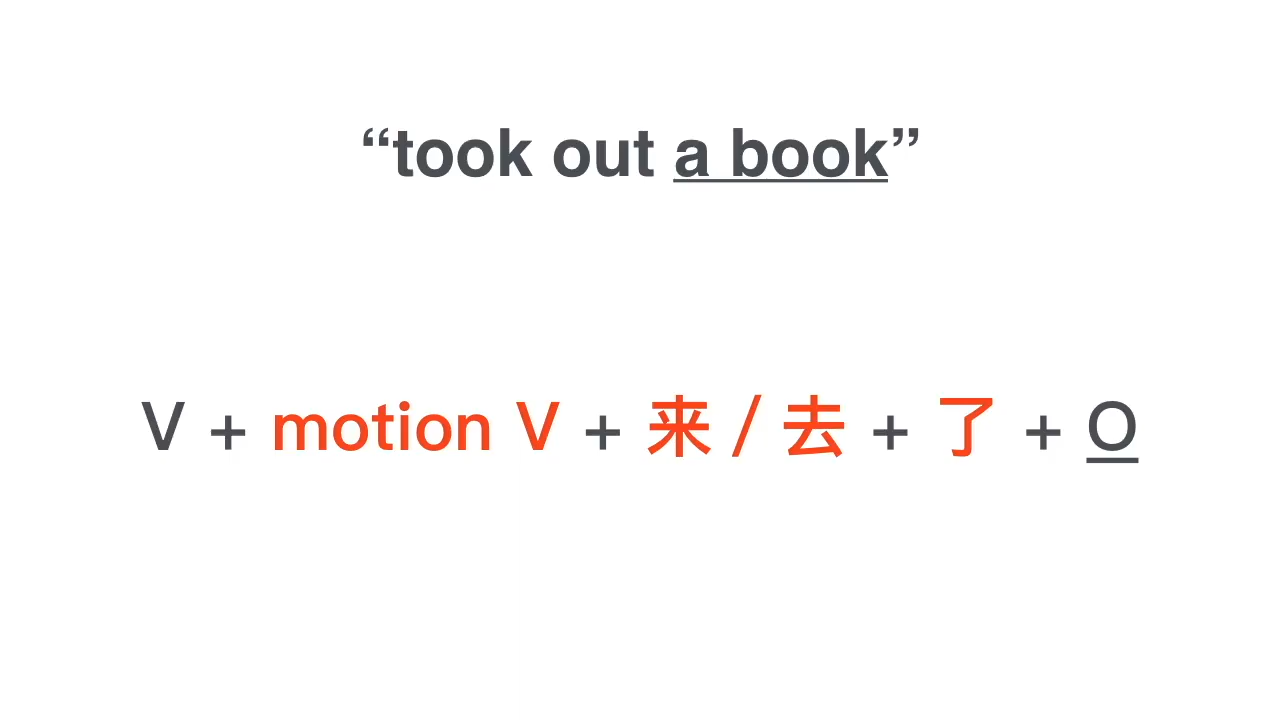 “took out a book”
V + motion V + 来 / 去 + 了 + O